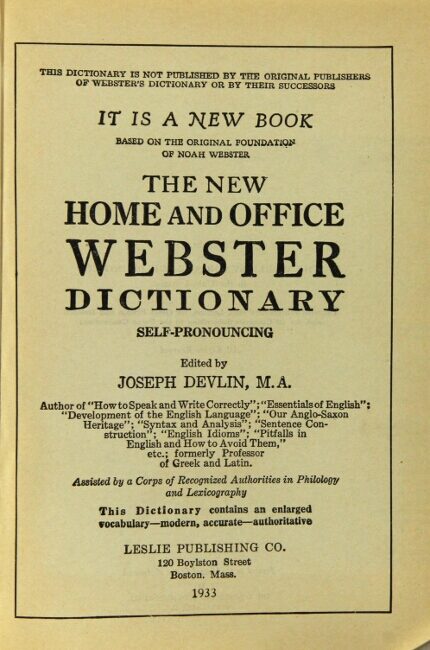 THIS DICTIONARY IS NOT PUBLISHED BY THE ORIGINAL PUBLISHERS
OF WEBSTER'S DICTIONARY OR BY THEIR SUCCESSORS
IT IS A NEW BOOK
BASED ON THE ORIGINAL FOUNDATION
OF NOAH WEBSTER
THE NEW
HOME AND OFFICE
WEBSTER
DICTIONARY
SELF-PRONOUNCING
Edited by
JOSEPH DEVLIN, M.A.
Author of "How to Speak and Write Correctly"; "Essentials of English":
"Development of the English Language"; "Our Anglo-Saxon
Heritage"; "Syntax and Analysis"; "Sentence Con-
struction"; "English Idioms"; "Pitfalls in
English and How to Avoid Them,"
etc.; formerly Professor
of Greek and Latin.
Assisted by a Corps of Recognized Authorities in Philology
and Lexicography
This Dictionary contains an enlarged
vocabulary—modern, accurate—authoritative
LESLIE PUBLISHING CO.
120 Boylston Street
Boston. Mass.
1933